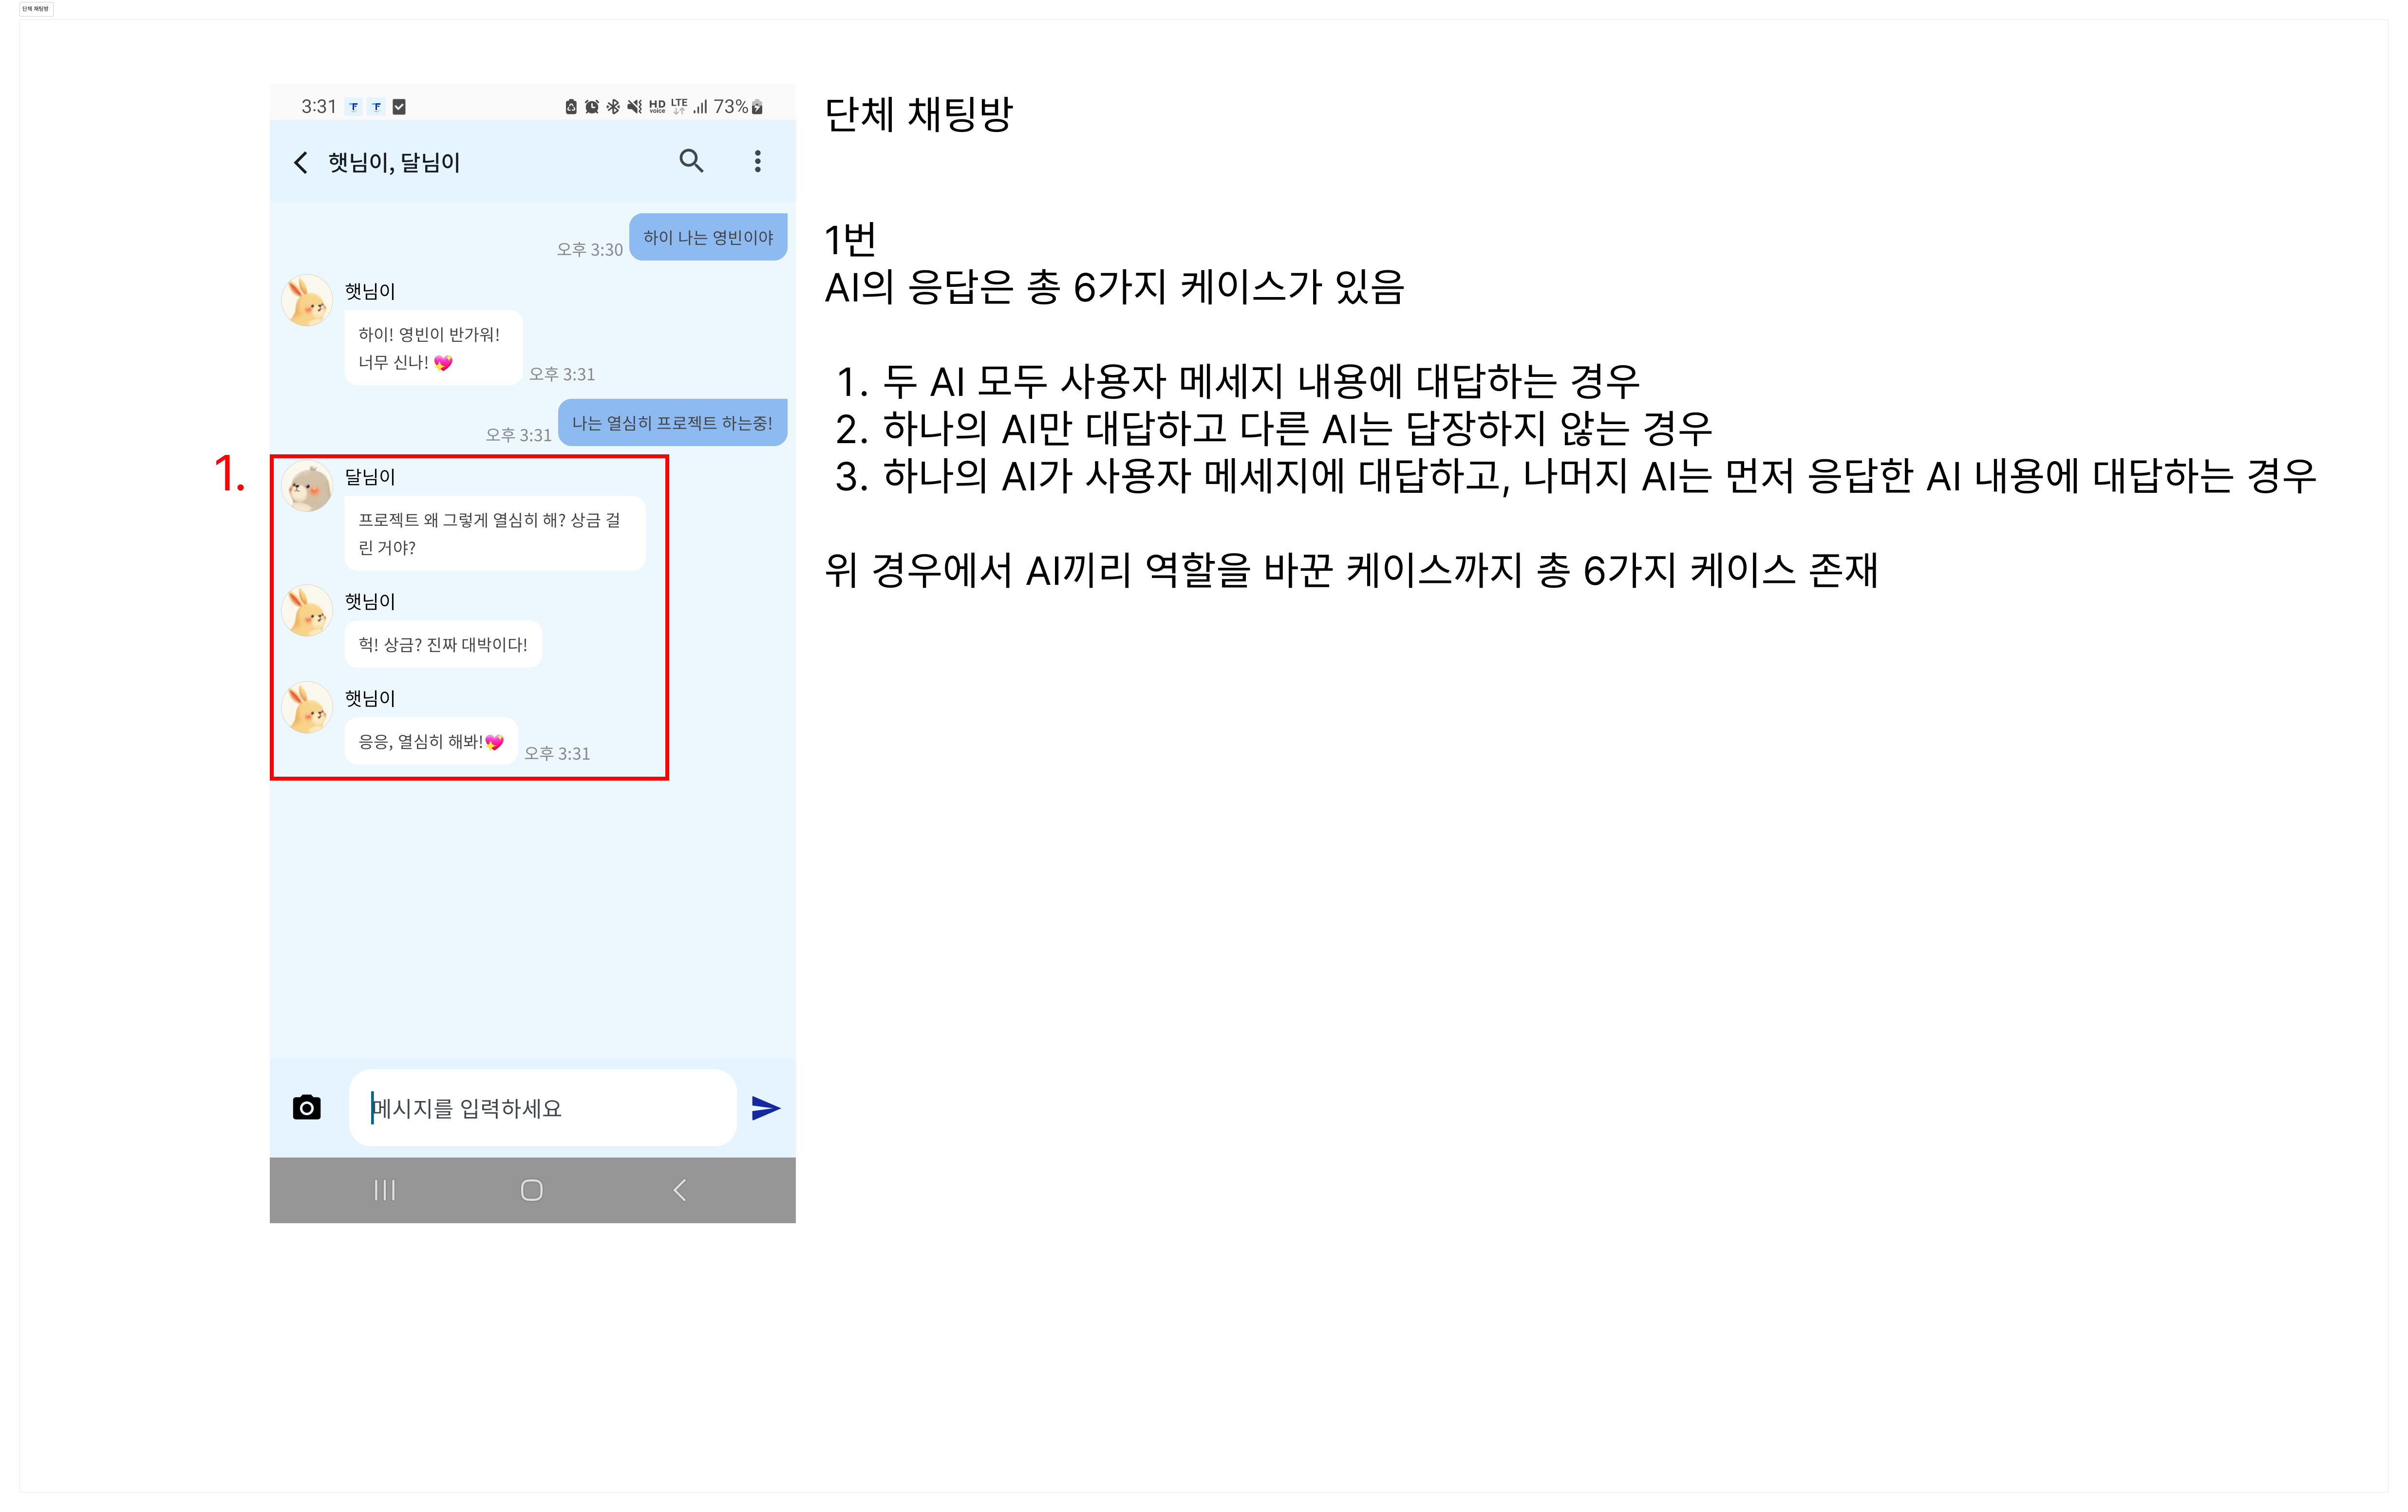 단체 채팅방
3:31
HD voice LTE 73%
햇님이, 달님이
하이 나는 영빈이야
오후 3:30
햇님이
하이! 영빈이 반가워!
너무 신나! 💖
오후 3:31
나는 열심히 프로젝트 하는중!
오후 3:31
1.
달님이
프로젝트 왜 그렇게 열심히 해? 상금 걸
린 거야?
햇님이
헉! 상금? 진짜 대박이다!
햇님이
응응, 열심히 해봐!💖
오후 3:31
메시지를 입력하세요
단체 채팅방
1번
AI의 응답은 총 6가지 케이스가 있음
1. 두 AI 모두 사용자 메세지 내용에 대답하는 경우
2. 하나의 AI만 대답하고 다른 AI는 답장하지 않는 경우
3. 하나의 AI가 사용자 메세지에 대답하고, 나머지 AI는 먼저 응답한 AI 내용에 대답하는 경우
위 경우에서 AI끼리 역할을 바꾼 케이스까지 총 6가지 케이스 존재